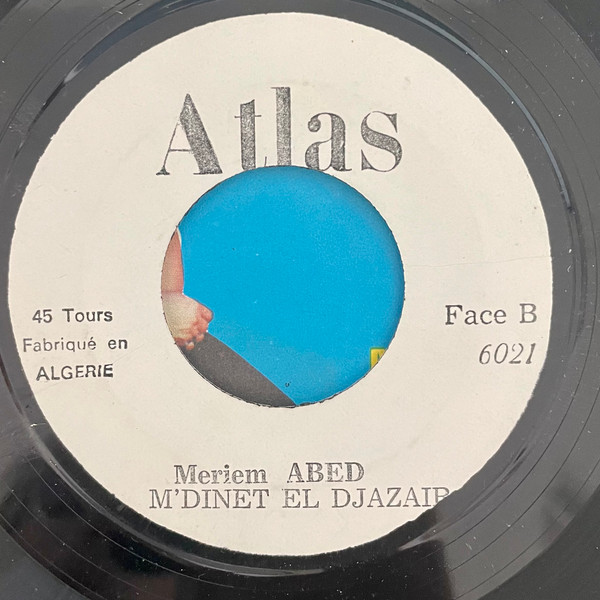 Atlas
45 Tours
Fabriqué en
ALGERIE
Face B
6021
Meriem ABED
M'DINET EL DJAZAIR